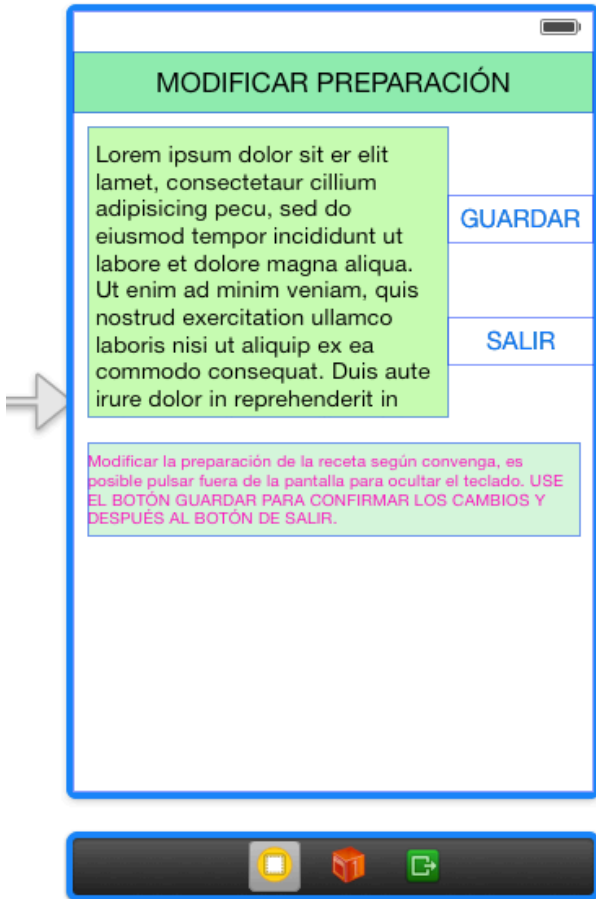 MODIFICAR PREPARACIÓN
Lorem ipsum dolor sit er elit
lamet, consectetaur cillium
adipisicing pecu, sed do
eiusmod tempor incididunt ut
labore et dolore magna aliqua.
Ut enim ad minim veniam, quis
nostrud exercitation ullamco
laboris nisi ut aliquip ex ea
commodo consequat. Duis aute
irure dolor in reprehenderit in
GUARDAR
SALIR
Modificar la preparación de la receta según convenga, es
posible pulsar fuera de la pantalla para ocultar el teclado. USE
EL BOTÓN GUARDAR PARA CONFIRMAR LOS CAMBIOS Y
DESPUÉS AL BOTÓN DE SALIR.